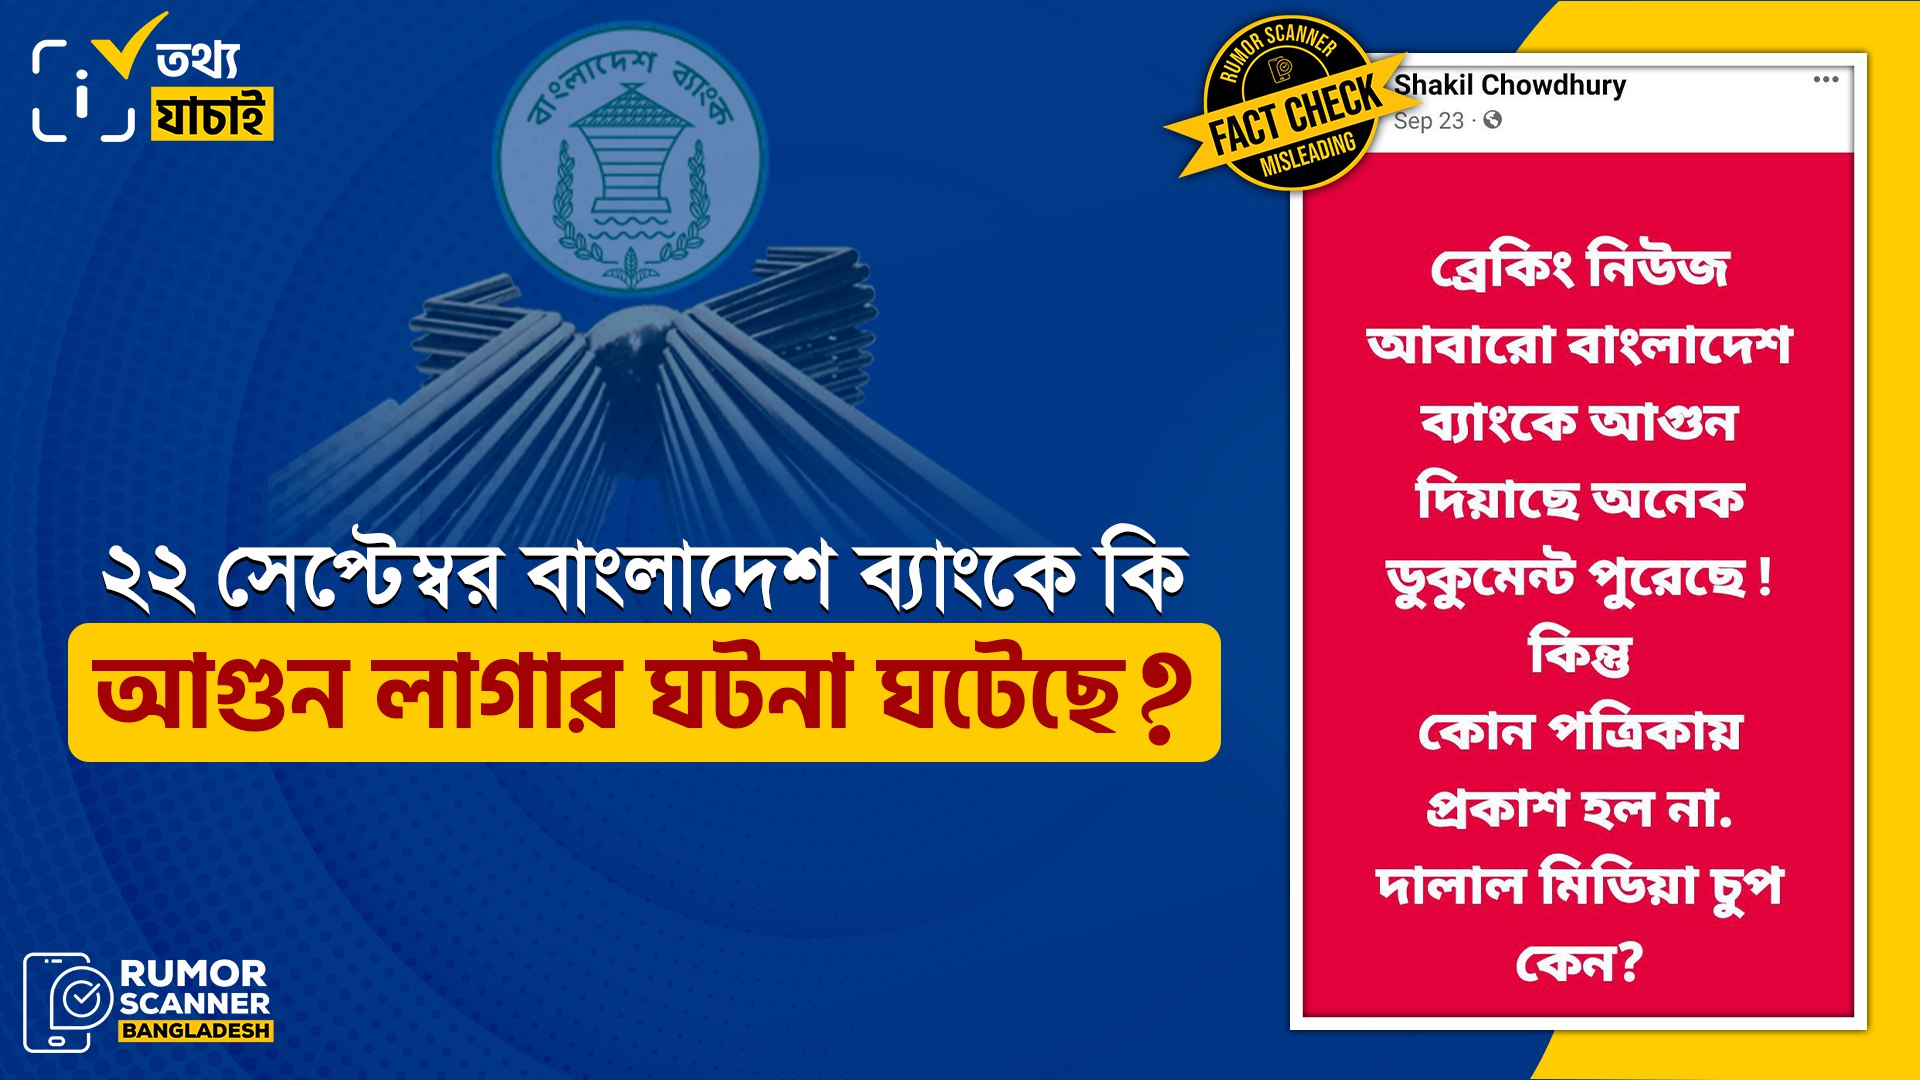 তথ্য
যাচাই
বাংলাদেশ ব্যাংক
২২ সেপ্টেম্বর বাংলাদেশ ব্যাংকে কি
আগুন লাগার ঘটনা ঘটেছে?
RUMOR
SCANNER
BANGLADESH
RUMOR SCANNER
FACT CHECK
MISLEADING
Shakil Chowdhury
Sep 23 ·
ব্রেকিং নিউজ
আবারো বাংলাদেশ
ব্যাংকে আগুন
দিয়াছে অনেক
ডুকুমেন্ট পুরেছে !
কিন্তু
কোন পত্রিকায়
প্রকাশ হল না.
দালাল মিডিয়া চুপ
কেন?